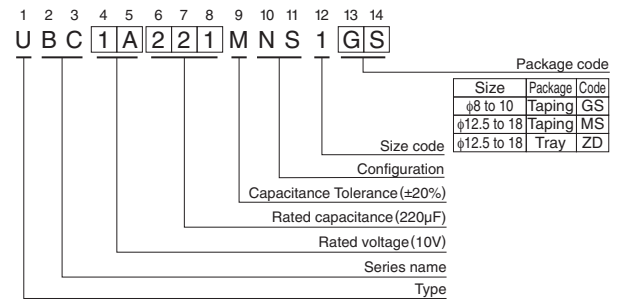 1 2 3 4 5 6 7 8 9 10 11 12 13 14
U B C 1 A 2 2 1 M N S 1 G S
Package code
Size Package Code
ϕ8 to 10 Taping GS
ϕ12.5 to 18 Taping MS
ϕ12.5 to 18 Tray ZD
Size code
Configuration
Capacitance Tolerance (±20%)
Rated capacitance (220µF)
Rated voltage (10V)
Series name
Type